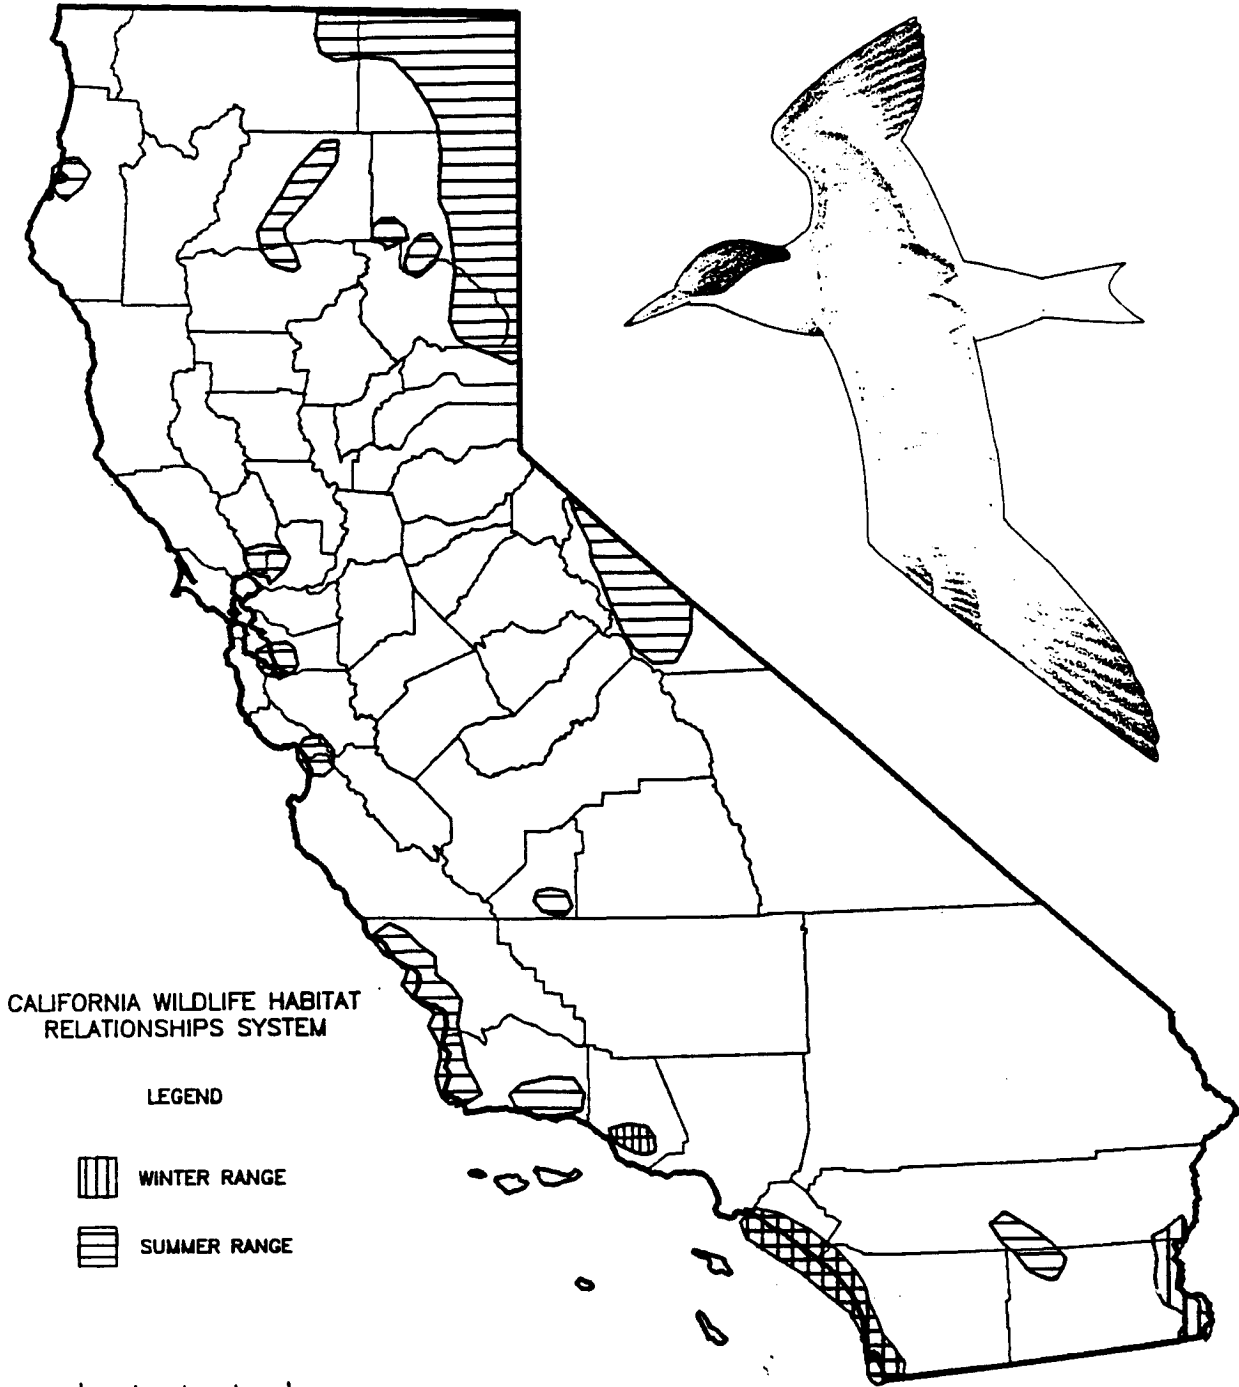 CALIFORNIA WILDLIFE HABITAT
RELATIONSHIPS SYSTEM
LEGEND
WINTER RANGE
SUMMER RANGE